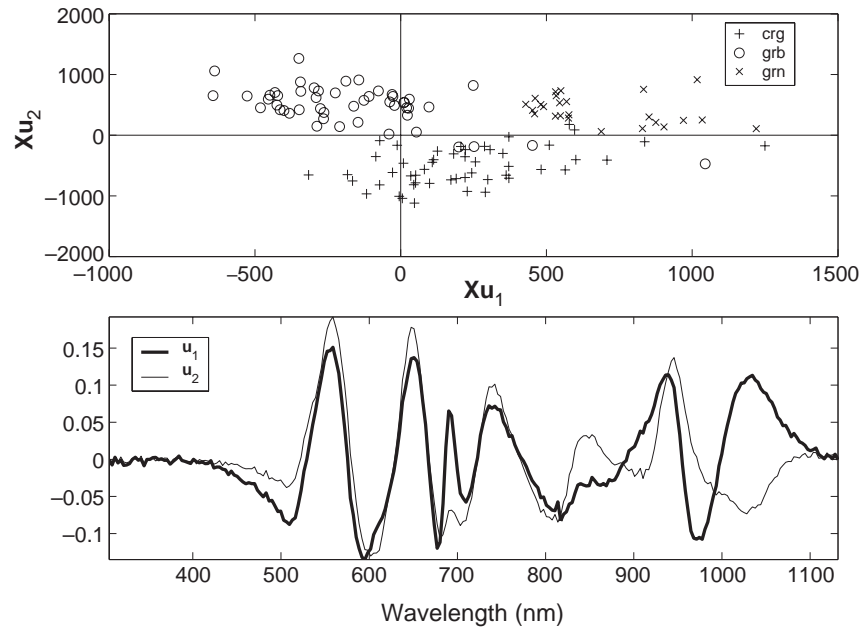 2000
1000
0
−1000
−2000
Xu2
+ crg
○ grb
× grn
−1000 −500 0 500 1000 1500
Xu1
0.15
0.1
0.05
0
−0.05
−0.1
u1
u2
400 500 600 700 800 900 1000 1100
Wavelength (nm)